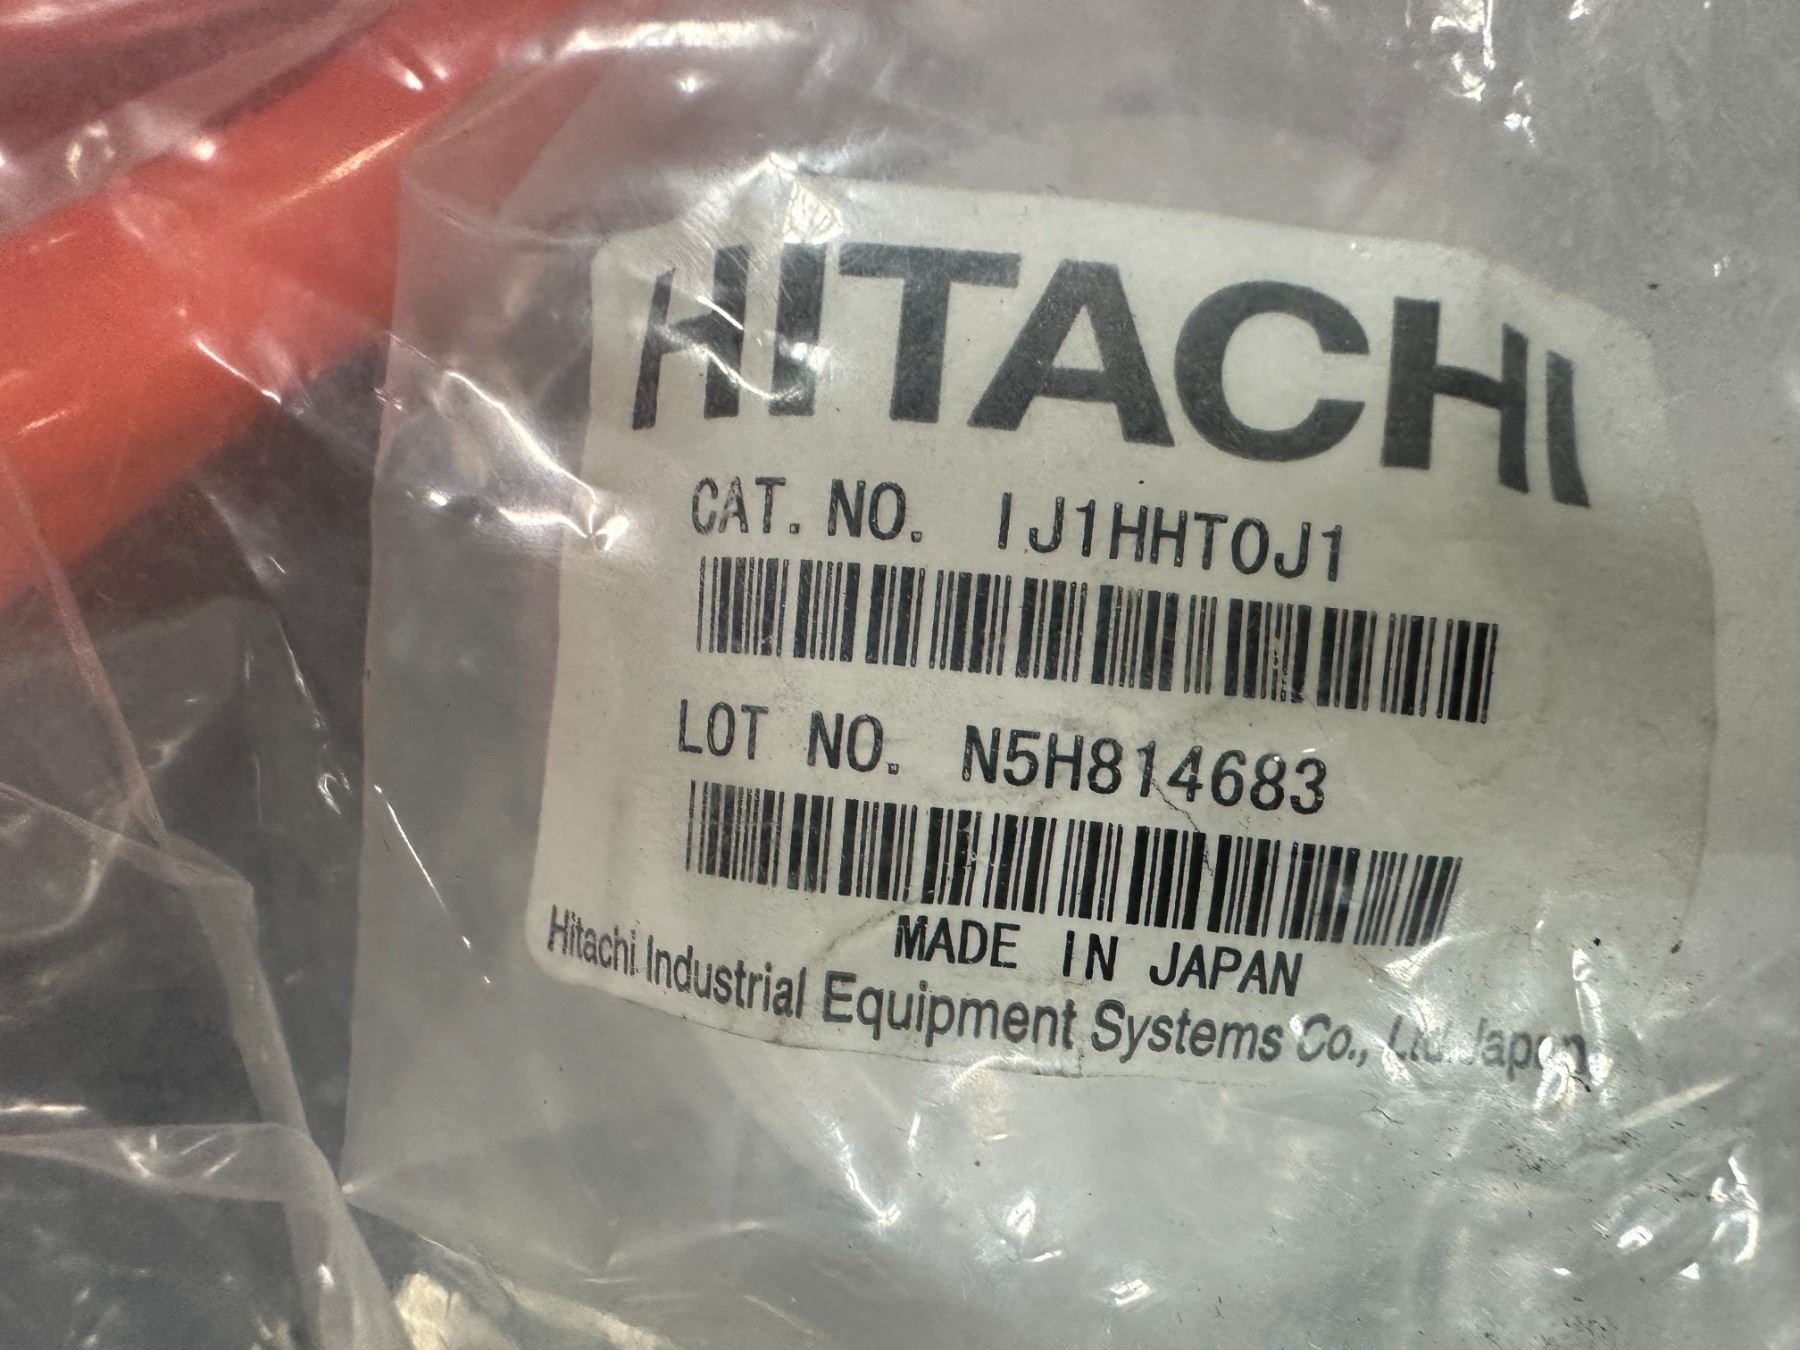 HITACHI
CAT. NO. IJ1HHT0J1
LOT NO. N5H814683
MADE IN JAPAN
Hitachi Industrial Equipment Systems Co., Ltd. Japan